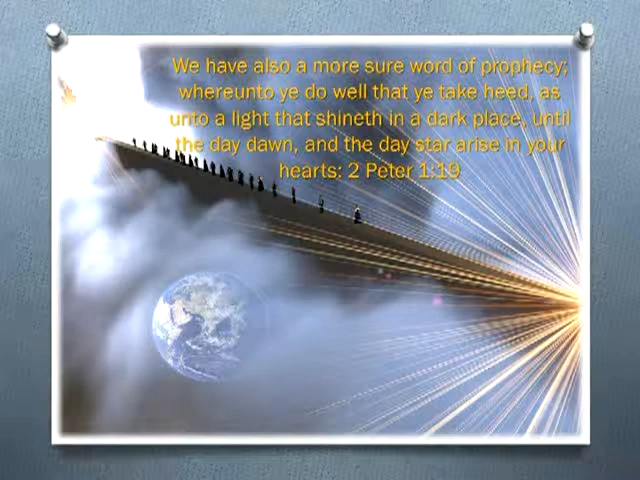 We have also a more sure word of prophecy;
whereunto ye do well that ye take heed, as
unto a light that shineth in a dark place, until
the day dawn, and the day star arise in your
hearts: 2 Peter 1:19